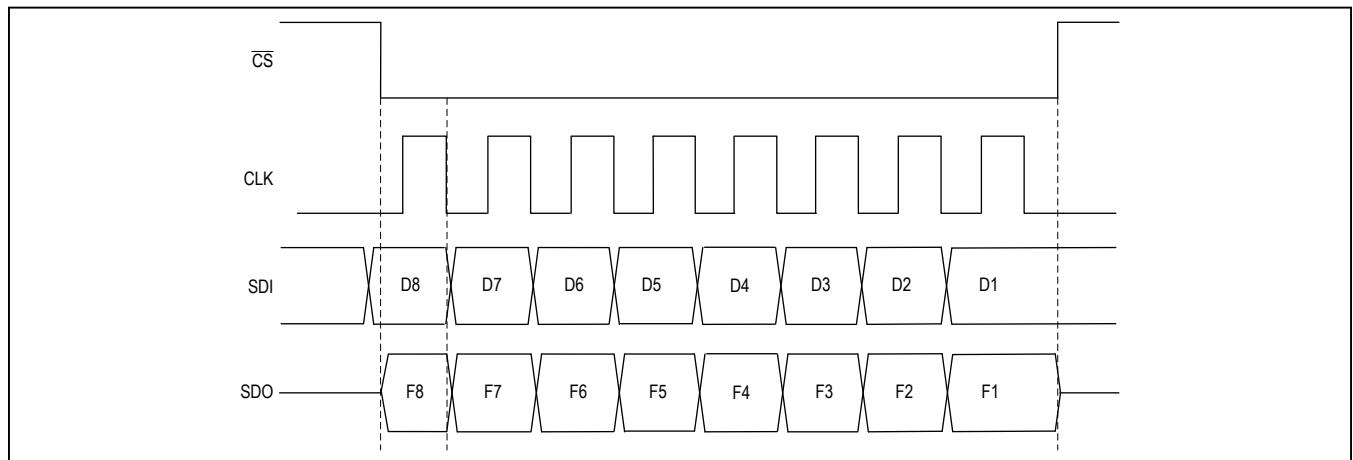 CS
CLK
SDI D8 D7 D6 D5 D4 D3 D2 D1
SDO F8 F7 F6 F5 F4 F3 F2 F1